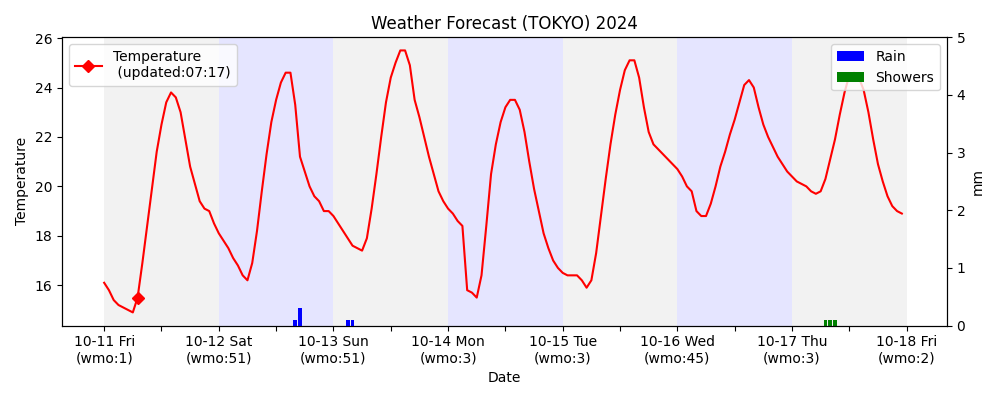 Weather Forecast (TOKYO) 2024
Temperature
(updated:07:17)
Rain
Showers
26
24
22
20
18
16
Temperature
5
4
3
2
1
0
mm
10-11 Fri
(wmo:1)
10-12 Sat
(wmo:51)
10-13 Sun
(wmo:51)
10-14 Mon
(wmo:3)
10-15 Tue
(wmo:3)
10-16 Wed
(wmo:45)
10-17 Thu
(wmo:3)
10-18 Fri
(wmo:2)
Date